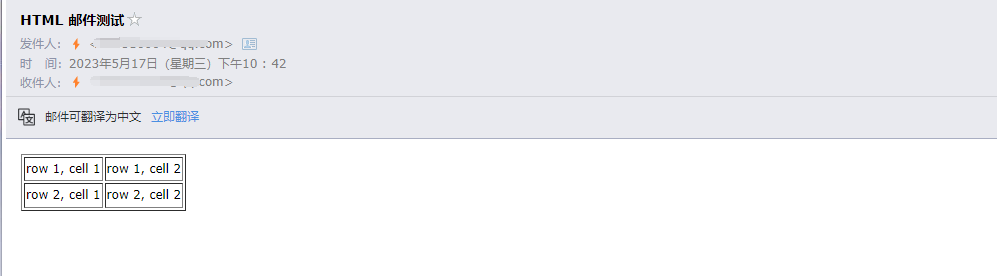 HTML 邮件测试
发件人： < com>
时 间：2023年5月17日（星期三）下午10：42
收件人： com>
邮件可翻译为中文 立即翻译
row 1, cell 1 row 1, cell 2
row 2, cell 1 row 2, cell 2